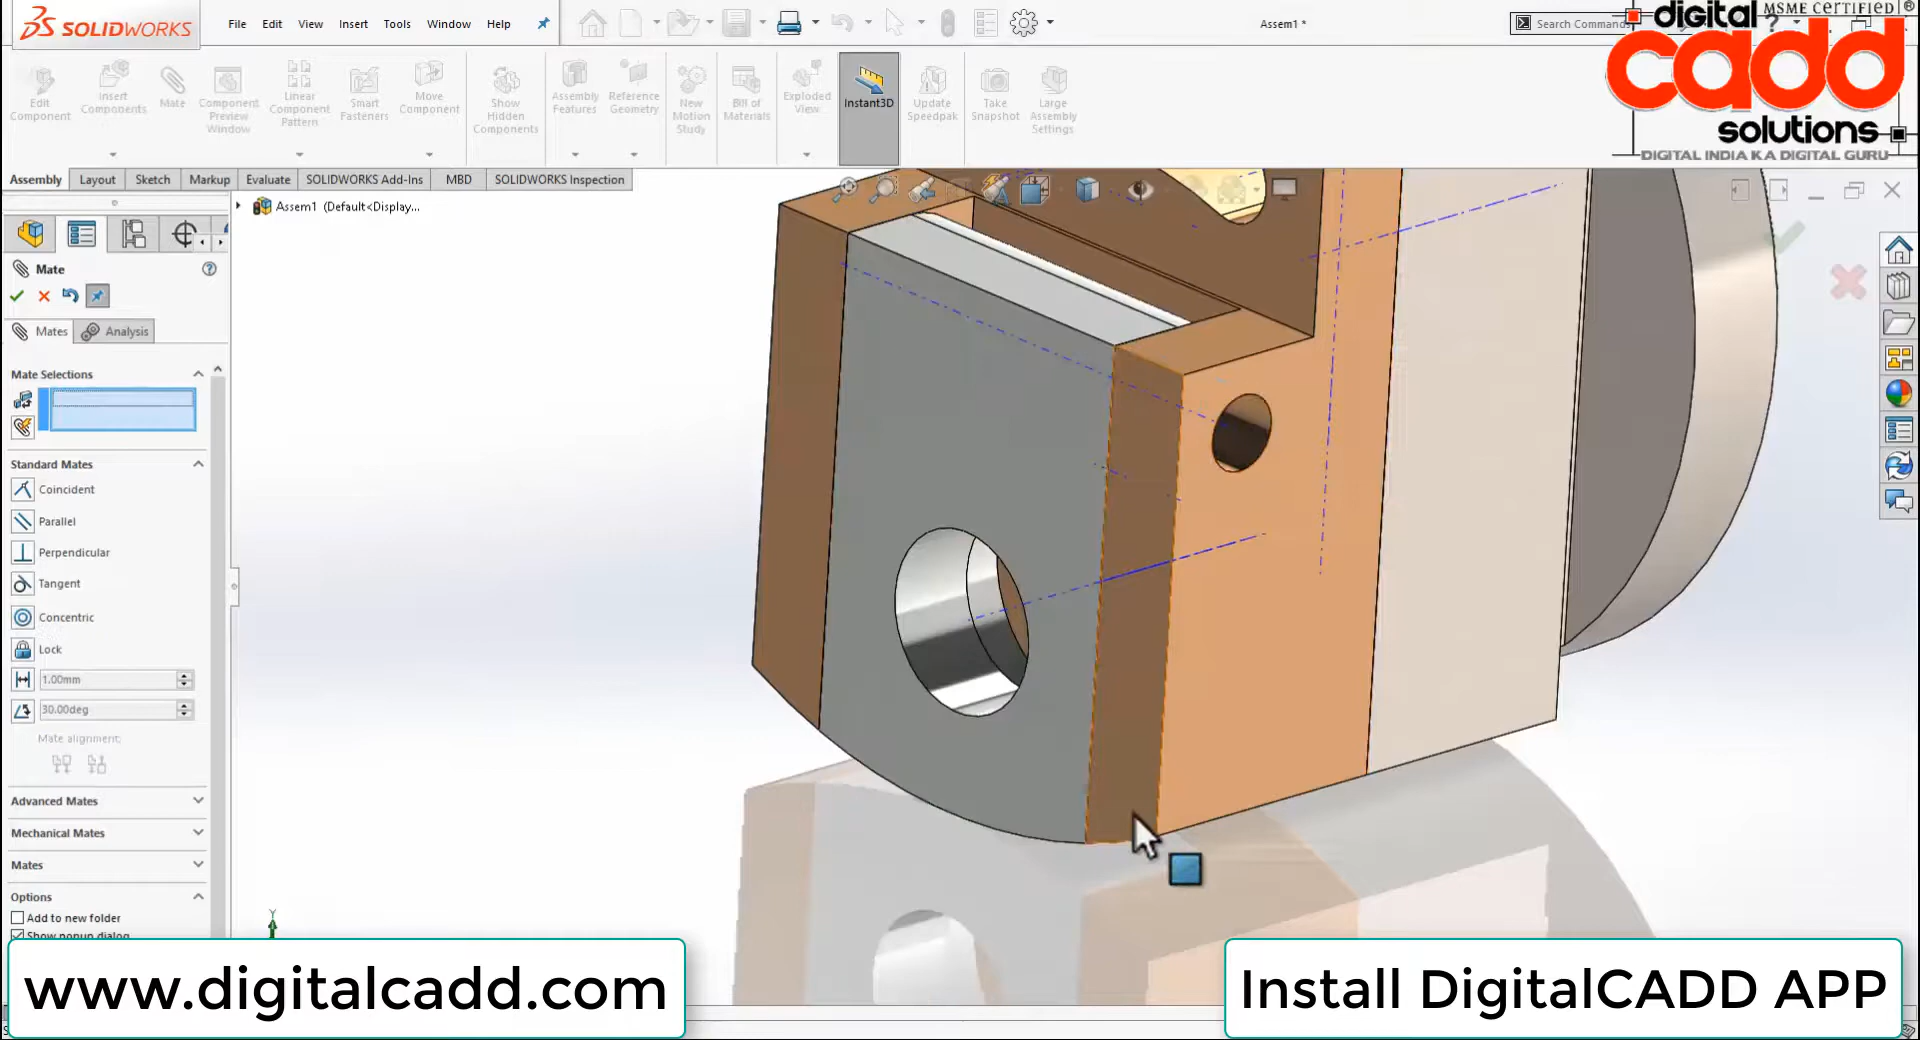 SOLIDWORKS
File Edit View Insert Tools Window Help
Assem1 *
Search Comman
digital
MSME CERTIFIED
cadd
solutions
DIGITAL INDIA KA DIGITAL GURU
Edit Component
Insert Components
Mate
Component Preview Window
Linear Component Pattern
Smart Fasteners
Move Component
Show Hidden Components
Assembly Features
Reference Geometry
New Motion Study
Bill of Materials
Exploded View
Instant3D
Update Speedpak
Take Snapshot
Large Assembly Settings
Assembly Layout Sketch Markup Evaluate SOLIDWORKS Add-Ins MBD SOLIDWORKS Inspection
Assem1 (Default<Display...
Mate
Mates Analysis
Mate Selections
Standard Mates
Coincident
Parallel
Perpendicular
Tangent
Concentric
Lock
1.00mm
30.00deg
Mate alignment:
Advanced Mates
Mechanical Mates
Mates
Options
Add to new folder
Show popup dialog
Y
www.digitalcadd.com
Install DigitalCADD APP